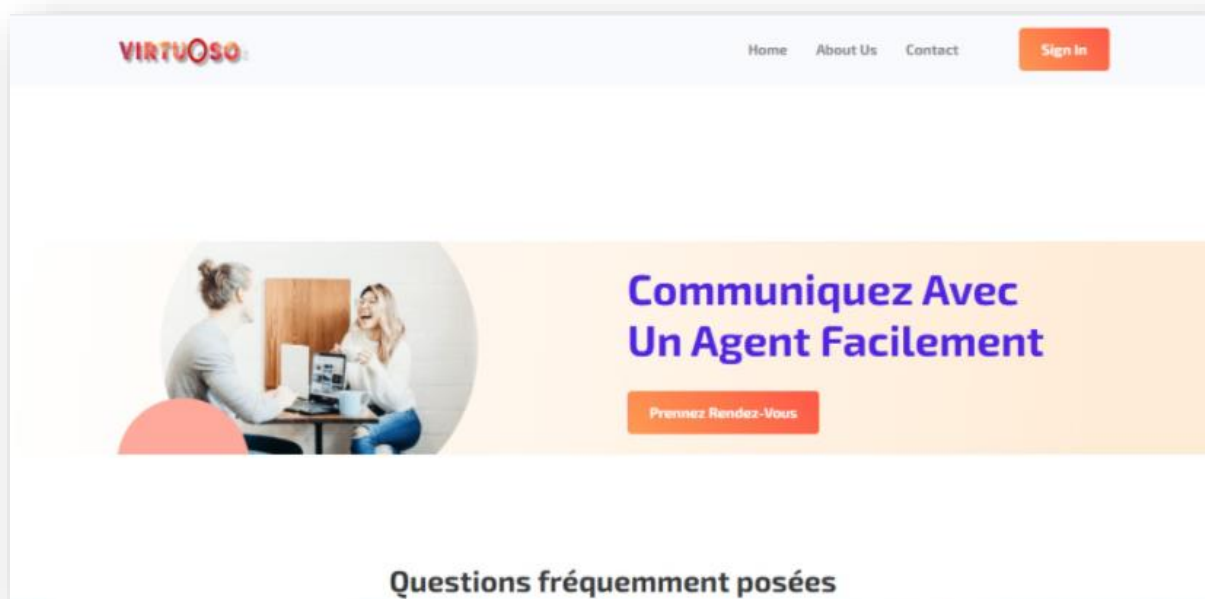 VIRTUOSO
Home About Us Contact Sign In
Communiquez Avec
Un Agent Facilement
Prennez Rendez-Vous
Questions fréquemment posées